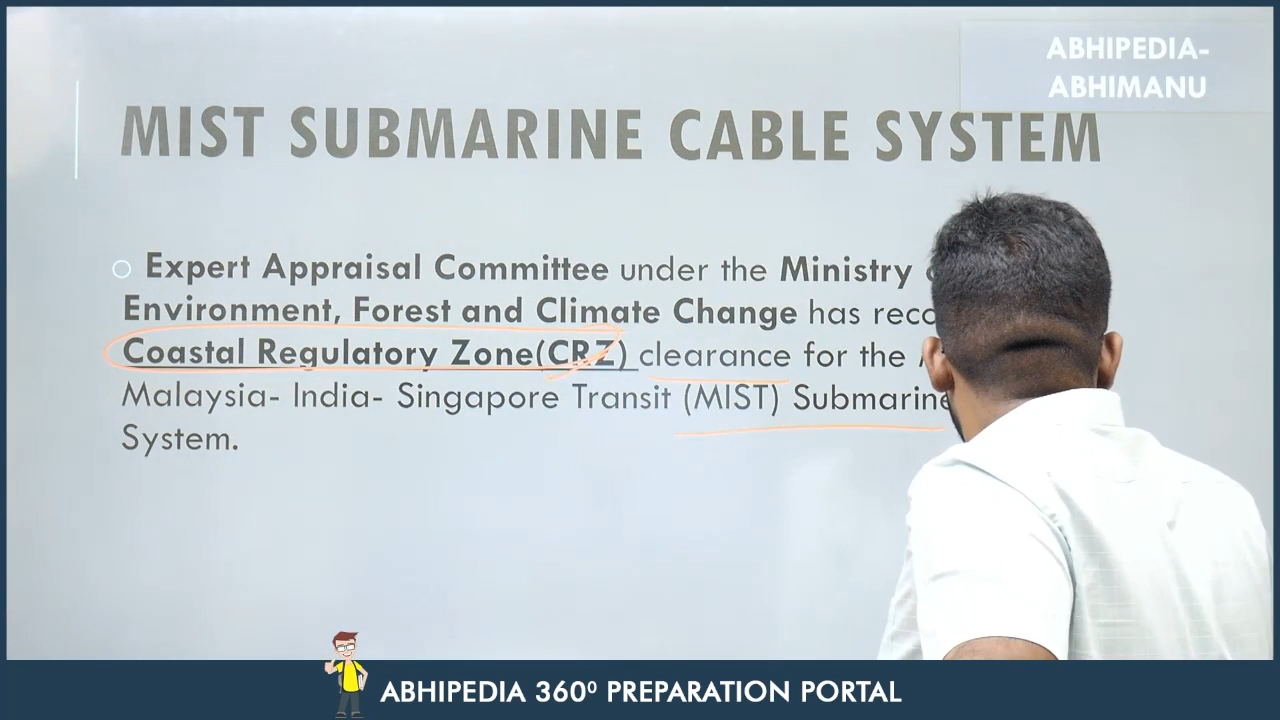 ABHIPEDIA-
ABHIMANU
MIST SUBMARINE CABLE SYSTEM
Expert Appraisal Committee under the Ministry
Environment, Forest and Climate Change has
Coastal Regulatory Zone(CRZ) clearance for the
Malaysia- India- Singapore Transit (MIST) Submarine
System.
ABHIPEDIA 360⁰ PREPARATION PORTAL